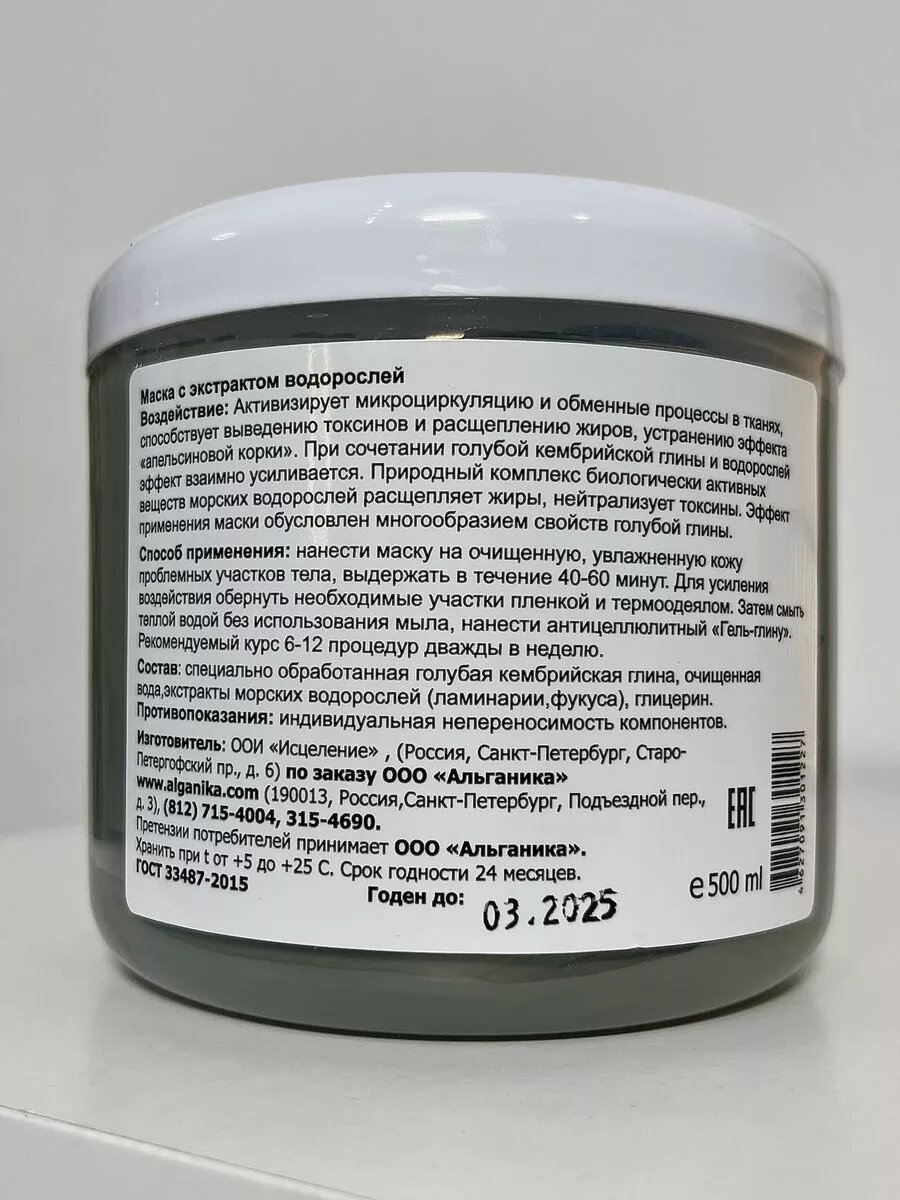 Маска с экстрактом водорослей
Воздействие: Активизирует микроциркуляцию и обменные процессы в тканях,
способствует выведению токсинов и расщеплению жиров, устранению эффекта
«апельсиновой корки». При сочетании голубой кембрийской глины и водорослей
эффект взаимно усиливается. Природный комплекс биологически активных
веществ морских водорослей расщепляет жиры, нейтрализует токсины. Эффект
применения маски обусловлен многообразием свойств голубой глины.
Способ применения: нанести маску на очищенную, увлажненную кожу
проблемных участков тела, выдержать в течение 40-60 минут. Для усиления
воздействия обернуть необходимые участки пленкой и термоодеялом. Затем смыть
теплой водой без использования мыла, нанести антицеллюлитный «Гель-глину».
Рекомендуемый курс 6-12 процедур дважды в неделю.
Состав: специально обработанная голубая кембрийская глина, очищенная
вода,экстракты морских водорослей (ламинарии,фукуса), глицерин.
Противопоказания: индивидуальная непереносимость компонентов.
Изготовитель: ООИ «Исцеление» , (Россия, Санкт-Петербург, Старо-
Петергофский пр., д. 6) по заказу ООО «Альганика»
www.alganika.com (190013, Россия,Санкт-Петербург, Подъездной пер.,
д. 3), (812) 715-4004, 315-4690.
Претензии потребителей принимает ООО «Альганика».
Хранить при t от +5 до +25 С. Срок годности 24 месяцев.
ГОСТ 33487-2015
Годен до: 03.2025
EAC
e 500 ml
4627091301227